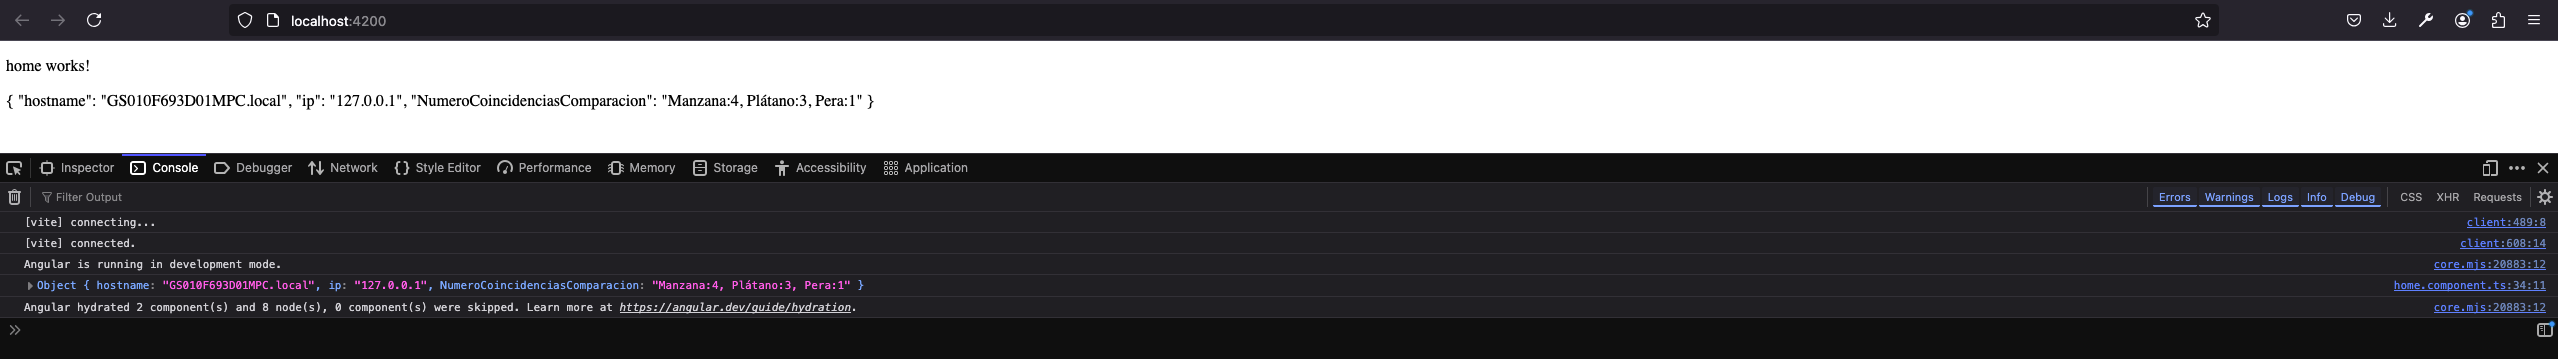 localhost:4200
home works!
{ "hostname": "GS010F693D01MPC.local", "ip": "127.0.0.1", "NumeroCoincidenciasComparacion": "Manzana:4, Plátano:3, Pera:1" }
Inspector Console Debugger Network Style Editor Performance Memory Storage Accessibility Application
Filter Output Errors Warnings Logs Info Debug CSS XHR Requests
[vite] connecting... client:489:8
[vite] connected. client:608:14
Angular is running in development mode. core.mjs:20883:12
Object { hostname: "GS010F693D01MPC.local", ip: "127.0.0.1", NumeroCoincidenciasComparacion: "Manzana:4, Plátano:3, Pera:1" } home.component.ts:34:11
Angular hydrated 2 component(s) and 8 node(s), 0 component(s) were skipped. Learn more at https://angular.dev/guide/hydration. core.mjs:20883:12